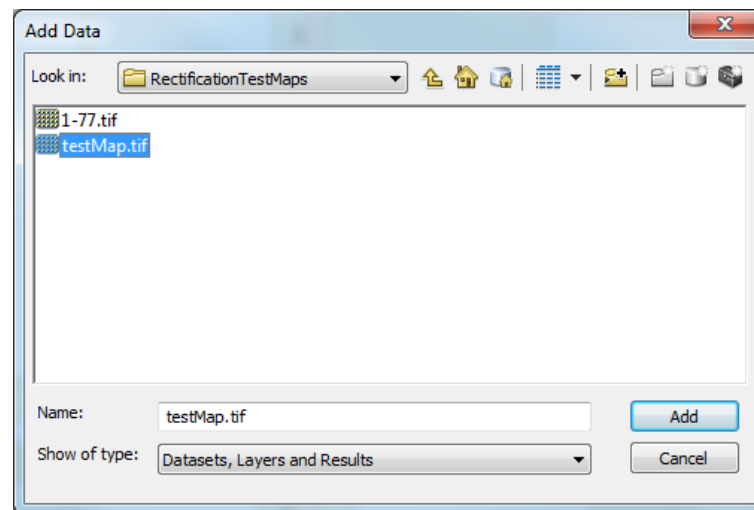 Add Data
Look in: RectificationTestMaps
1-77.tif
testMap.tif
Name: testMap.tif Add
Show of type: Datasets, Layers and Results Cancel